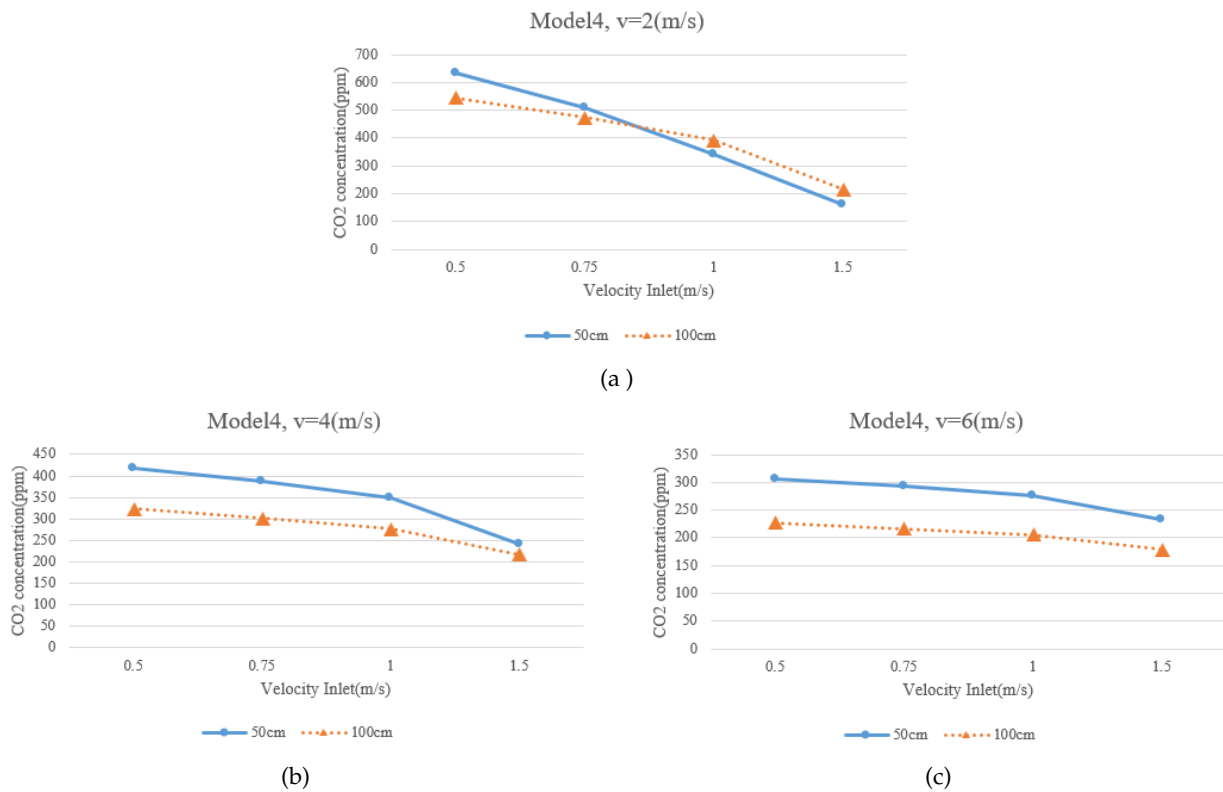 Model4, v=2(m/s)
CO2 concentration(ppm)
700
600
500
400
300
200
100
0
0.5 0.75 1 1.5
Velocity Inlet(m/s)
50cm 100cm
(a )
Model4, v=4(m/s)
CO2 concentration(ppm)
450
400
350
300
250
200
150
100
50
0
0.5 0.75 1 1.5
Velocity Inlet(m/s)
50cm 100cm
(b)
Model4, v=6(m/s)
CO2 concentration(ppm)
350
300
250
200
150
100
50
0
0.5 0.75 1 1.5
Velocity Inlet(m/s)
50cm 100cm
(c)